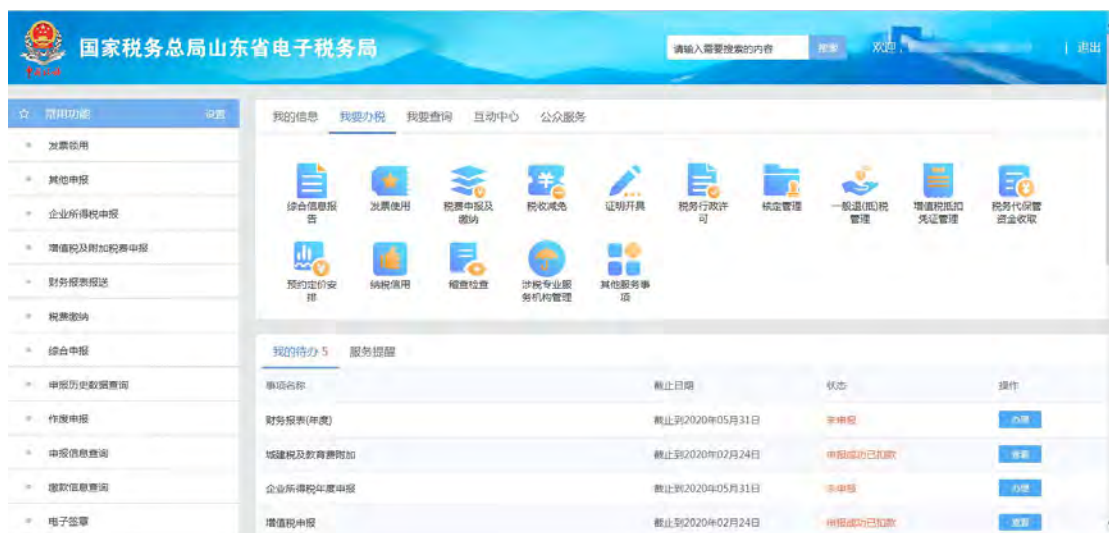 国家税务总局山东省电子税务局
请输入需要搜索的内容
搜索
欢迎，
| 退出
常用功能
设置
我的信息
我要办税
我要查询
互动中心
公众服务
发票领用
其他申报
企业所得税申报
增值税及附加税费申报
财务报表报送
税费缴纳
综合申报
申报历史数据查询
作废申报
申报信息查询
缴款信息查询
电子签章
综合信息报
告
发票使用
税费申报及
缴纳
税收减免
证明开具
税务行政许
可
核定管理
一般退(抵)税
管理
增值税抵扣
凭证管理
税务代保管
资金收取
预约定价安
排
纳税信用
稽查检查
涉税专业服
务机构管理
其他服务事
项
我的待办 5
服务提醒
事项名称
截止日期
状态
操作
财务报表(年度)
截止到2020年05月31日
未申报
办理
城建税及教育费附加
截止到2020年02月24日
申报成功已扣款
查看
企业所得税年度申报
截止到2020年05月31日
未申报
办理
增值税申报
截止到2020年02月24日
申报成功已扣款
查看